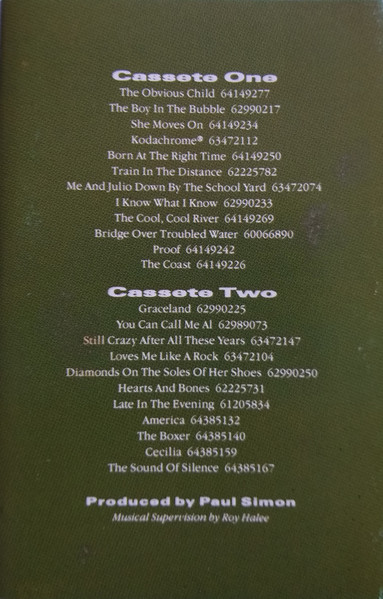 Cassete One
The Obvious Child 64149277
The Boy In The Bubble 62990217
She Moves On 64149234
Kodachrome® 63472112
Born At The Right Time 64149250
Train In The Distance 62225782
Me And Julio Down By The School Yard 63472074
I Know What I Know 62990233
The Cool, Cool River 64149269
Bridge Over Troubled Water 60066890
Proof 64149242
The Coast 64149226
Cassete Two
Graceland 62990225
You Can Call Me Al 62989073
Still Crazy After All These Years 63472147
Loves Me Like A Rock 63472104
Diamonds On The Soles Of Her Shoes 62990250
Hearts And Bones 62225731
Late In The Evening 61205834
America 64385132
The Boxer 64385140
Cecilia 64385159
The Sound Of Silence 64385167
Produced by Paul Simon
Musical Supervision by Roy Halee